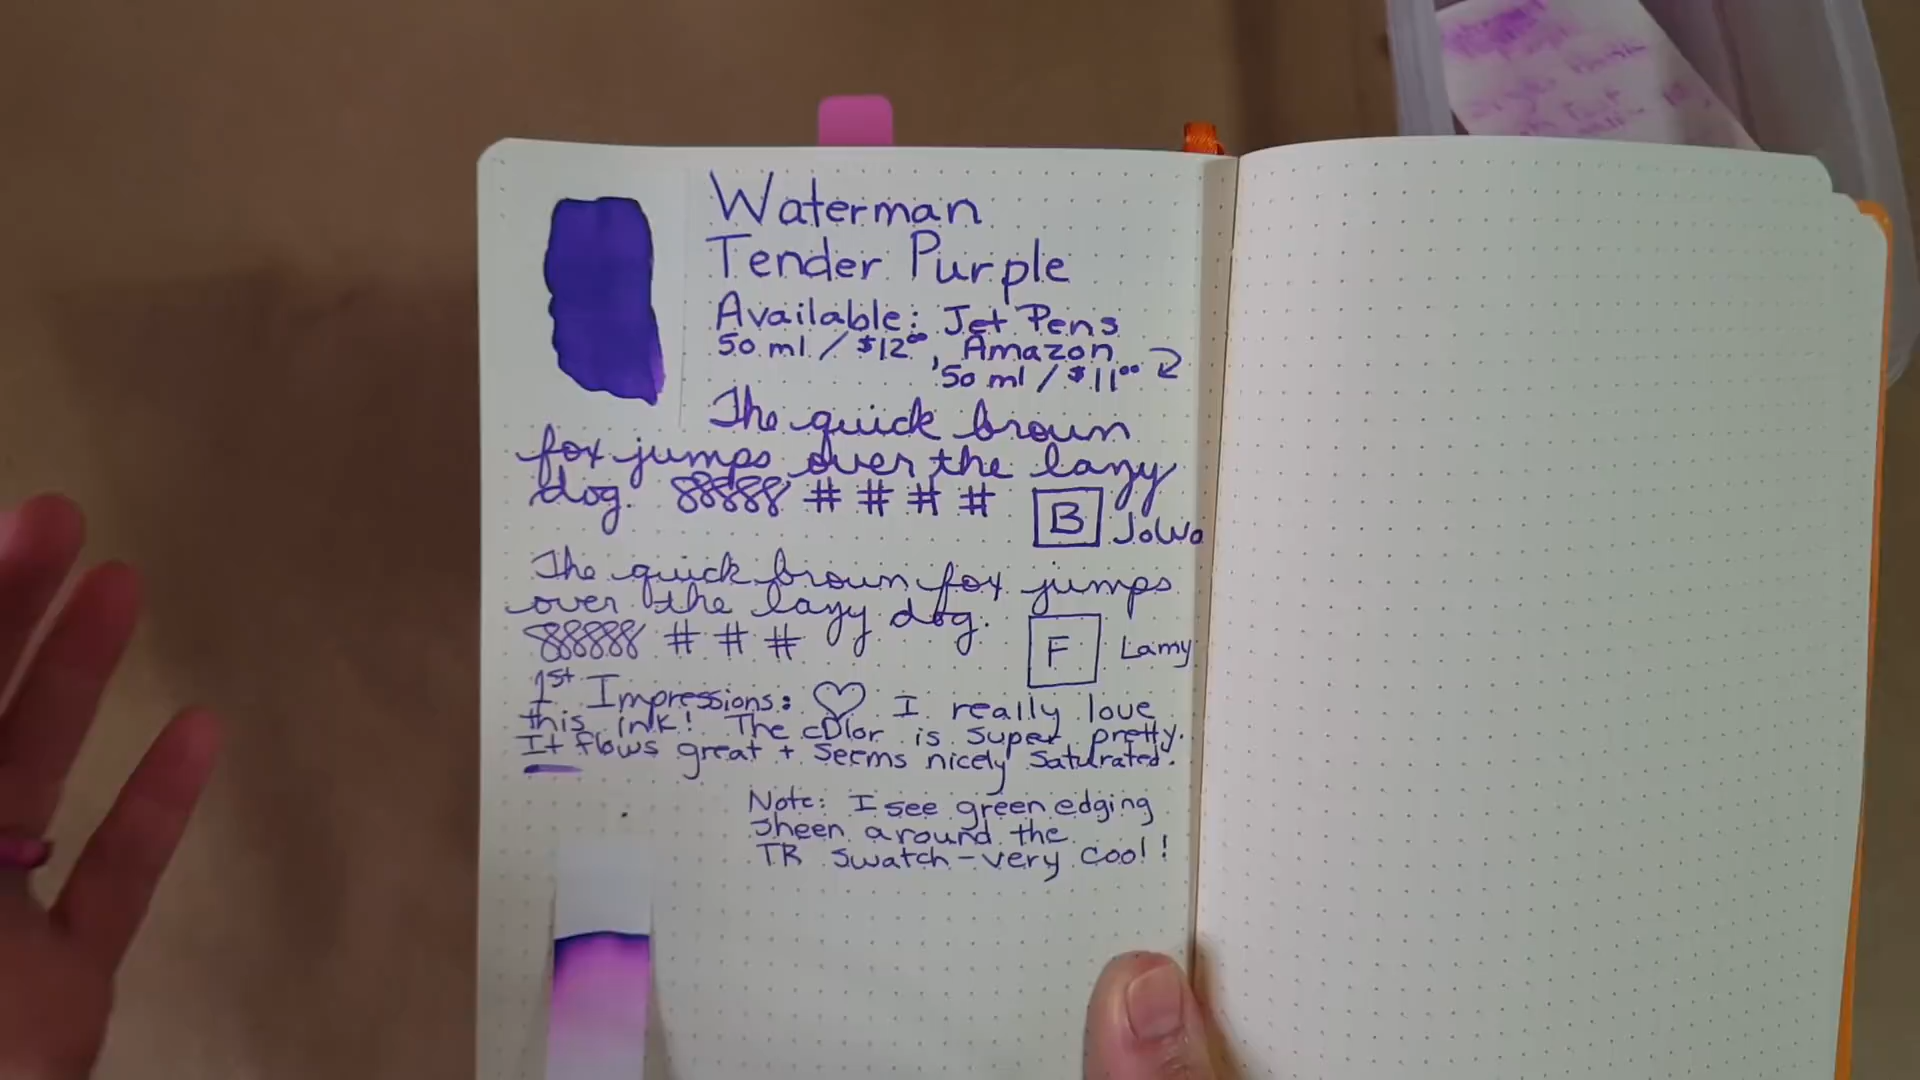 Waterman
Tender Purple
Available: Jet Pens
50 ml / $12⁰⁰, Amazon
50 ml / $11⁰⁰
The quick brown
fox jumps over the lazy
dog. 88888 # # # #
B JoWo
The quick brown fox jumps
over the lazy dog.
88888 # # #
F Lamy
1st Impressions: ♡ I really love
this ink! The color is super pretty.
It flows great + seems nicely saturated.
Note: I see green edging
sheen around the
TR swatch - very cool!